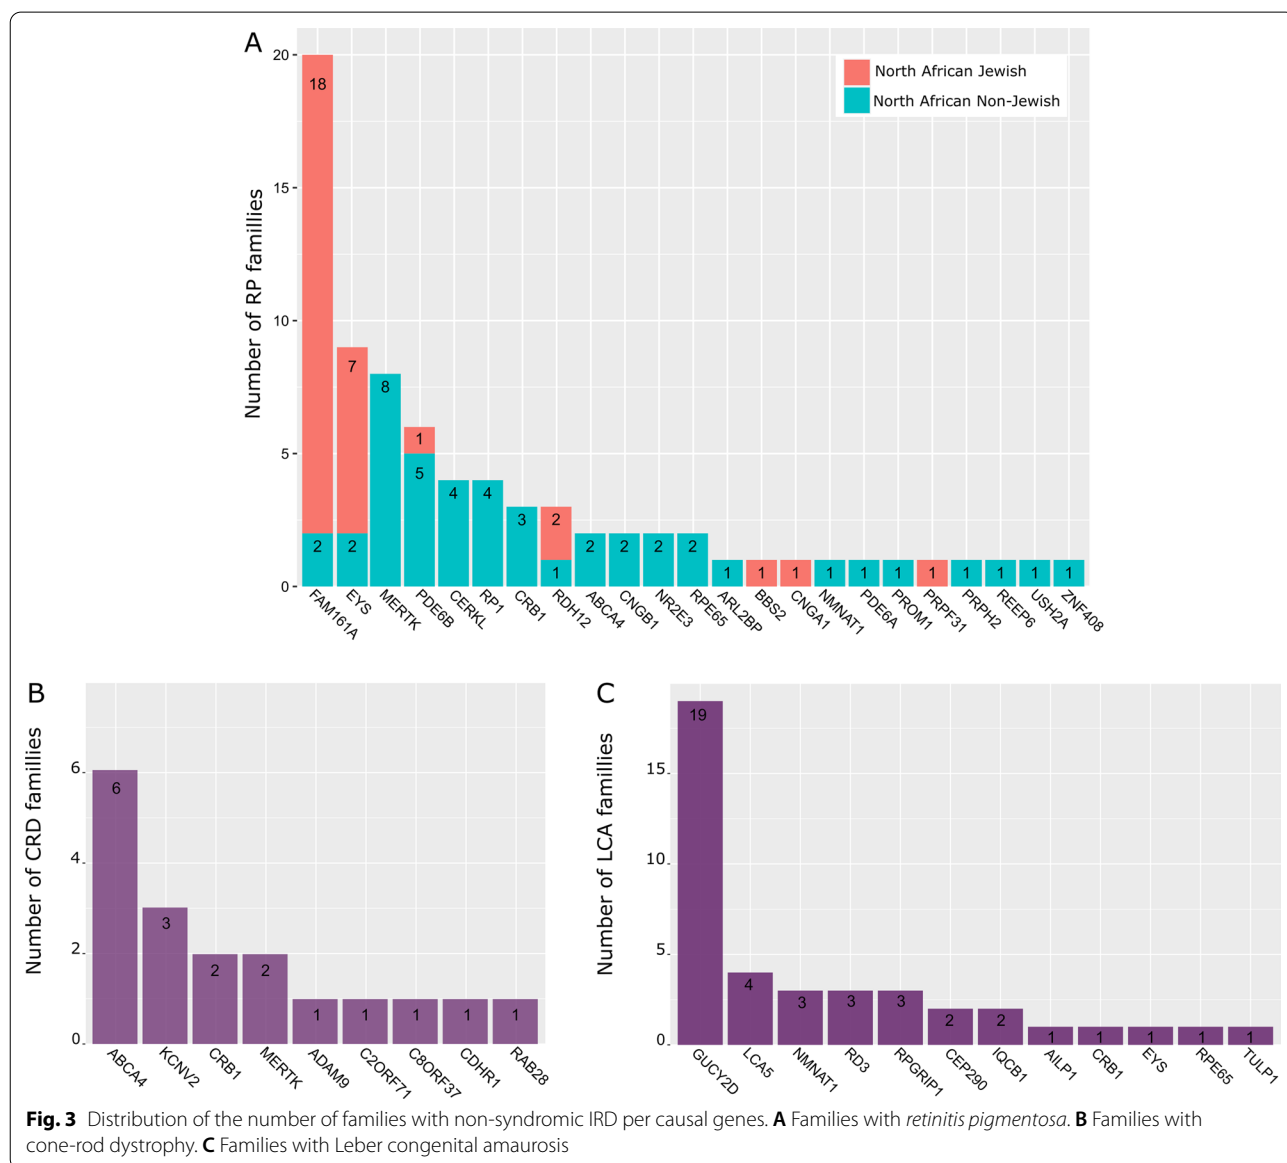 A
North African Jewish
North African Non-Jewish
Number of RP famillies
20
15
10
5
0
18
2
7
2
8
1
5
4
4
3
2
1
2
2
2
2
1
1
1
1
1
1
1
1
1
1
1
FAM161A
EYS
MERTK
PDE6B
CERKL
RP1
CRB1
RDH12
ABCA4
CNGB1
NR2E3
RPE65
ARL2BP
BBS2
CNGA1
NMNAT1
PDE6A
PROM1
PRPF31
PRPH2
REEP6
USH2A
ZNF408
B
Number of CRD famillies
6
4
2
0
6
3
2
2
1
1
1
1
1
ABCA4
KCNV2
CRB1
MERTK
ADAM9
C2ORF71
C8ORF37
CDHR1
RAB28
C
Number of LCA famillies
15
10
5
0
19
4
3
3
3
2
2
1
1
1
1
1
GUCY2D
LCA5
NMNAT1
RD3
RPGRIP1
CEP290
IQCB1
AILP1
CRB1
EYS
RPE65
TULP1
Fig. 3 Distribution of the number of families with non-syndromic IRD per causal genes. A Families with retinitis pigmentosa. B Families with
cone-rod dystrophy. C Families with Leber congenital amaurosis